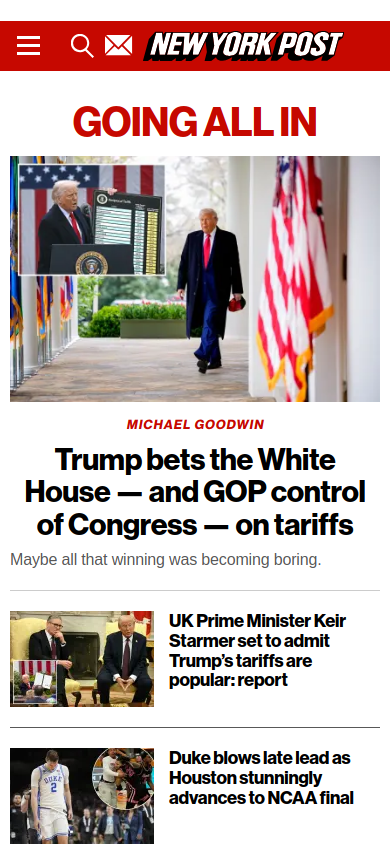 NEW YORK POST
GOING ALL IN
MICHAEL GOODWIN
Trump bets the White
House — and GOP control
of Congress — on tariffs
Maybe all that winning was becoming boring.
UK Prime Minister Keir
Starmer set to admit
Trump’s tariffs are
popular: report
Duke blows late lead as
Houston stunningly
advances to NCAA final
DUKE
2